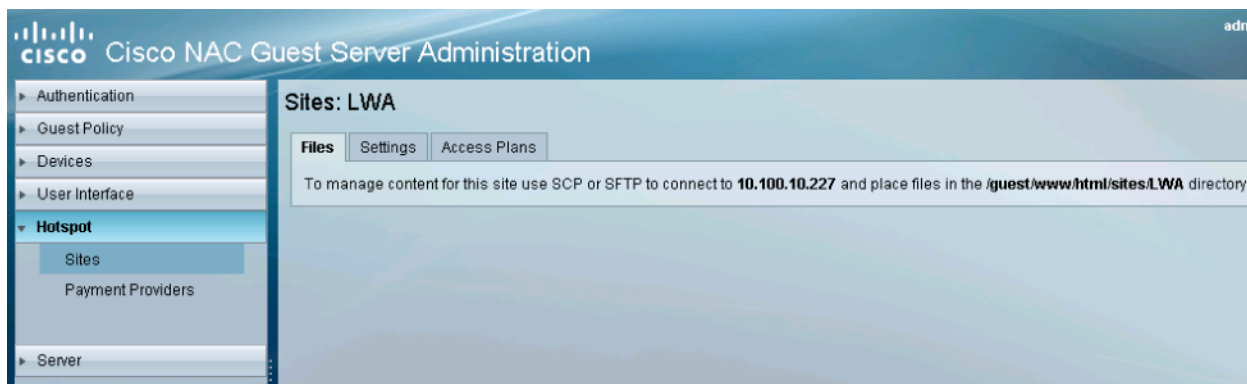 CISCO Cisco NAC Guest Server Administration
adn
Authentication
Guest Policy
Devices
User Interface
Hotspot
Sites
Payment Providers
Server
Sites: LWA
Files Settings Access Plans
To manage content for this site use SCP or SFTP to connect to 10.100.10.227 and place files in the /guest/www/html/sites/LWA directory